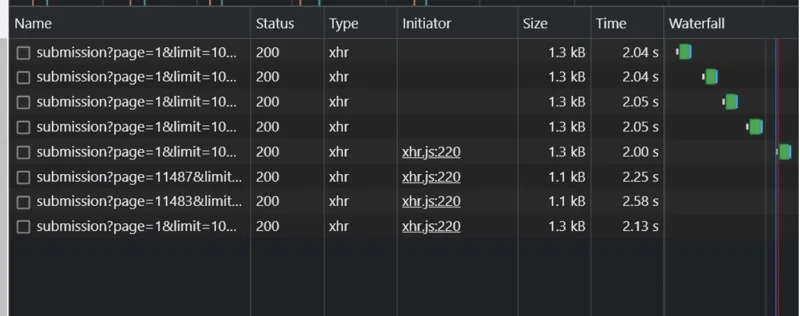 Name Status Type Initiator Size Time Waterfall
submission?page=1&limit=10... 200 xhr 1.3 kB 2.04 s
submission?page=1&limit=10... 200 xhr 1.3 kB 2.04 s
submission?page=1&limit=10... 200 xhr 1.3 kB 2.05 s
submission?page=1&limit=10... 200 xhr 1.3 kB 2.05 s
submission?page=1&limit=10... 200 xhr xhr.js:220 1.3 kB 2.00 s
submission?page=11487&limit... 200 xhr xhr.js:220 1.1 kB 2.25 s
submission?page=11483&limit... 200 xhr xhr.js:220 1.1 kB 2.58 s
submission?page=1&limit=10... 200 xhr xhr.js:220 1.3 kB 2.13 s